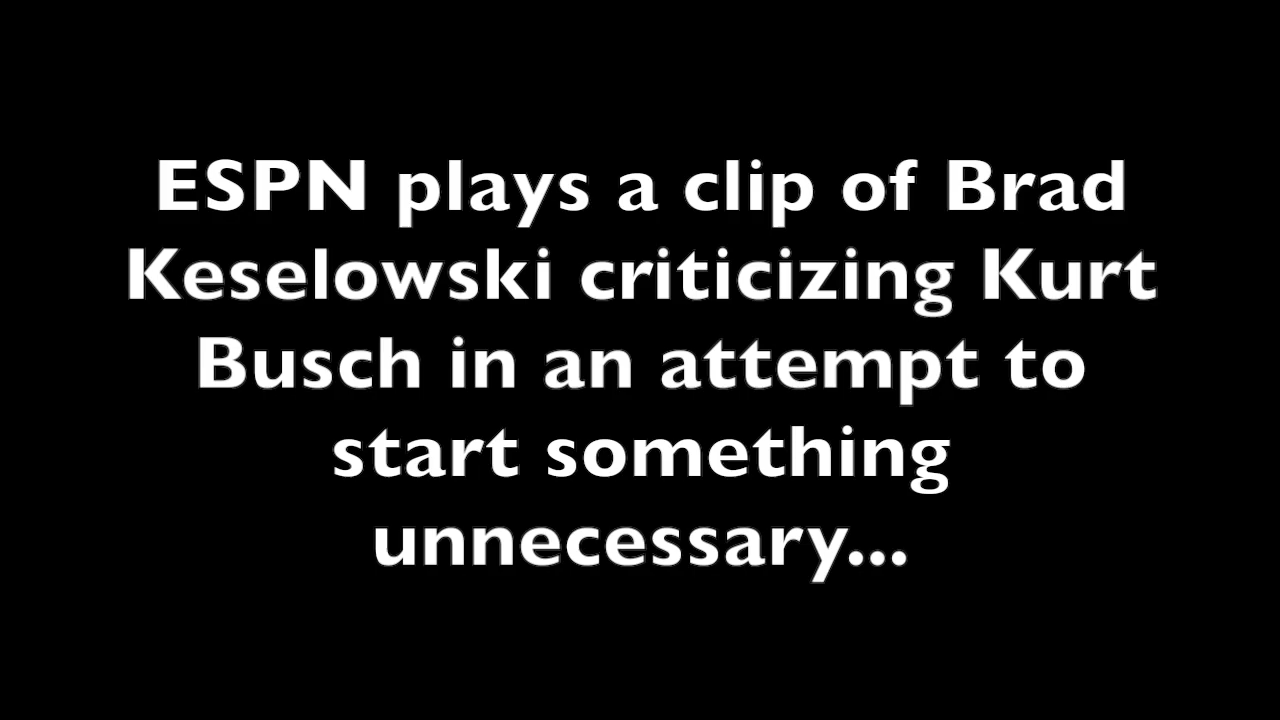 ESPN plays a clip of Brad
Keselowski criticizing Kurt
Busch in an attempt to
start something
unnecessary...